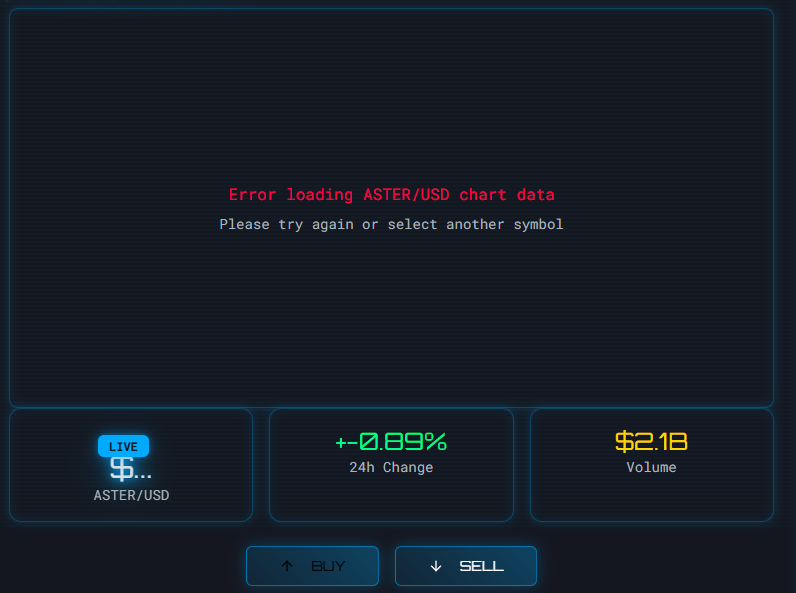 Error loading ASTER/USD chart data
Please try again or select another symbol
LIVE
$...
ASTER/USD
+-0.89%
24h Change
$2.1B
Volume
↑ BUY
↓ SELL